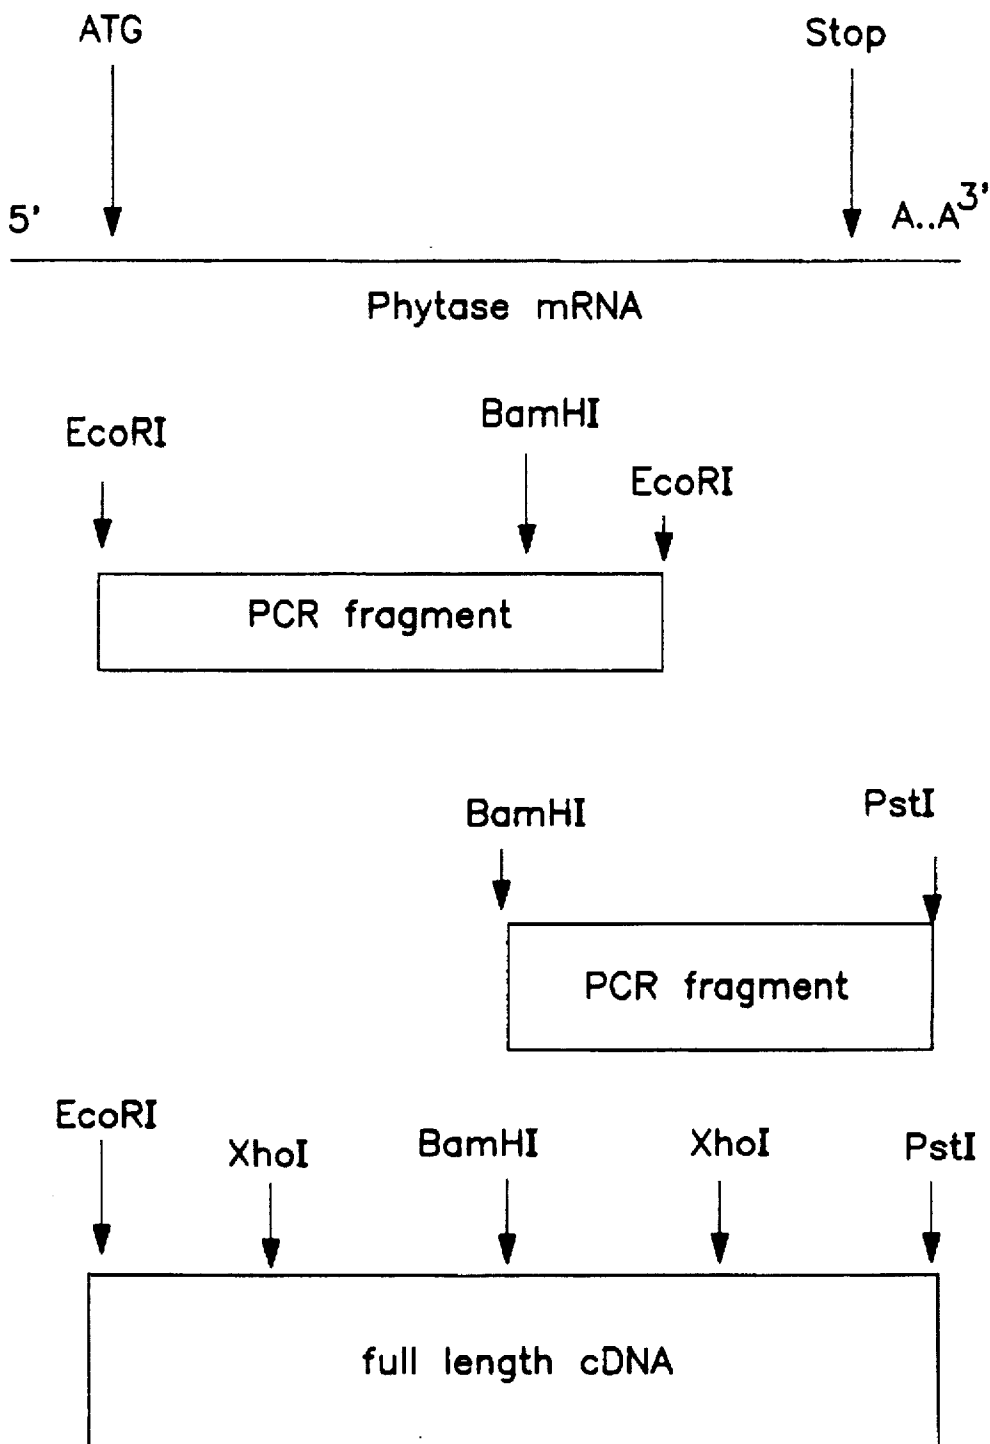 ATG
Stop
5'
A..A3'
Phytase mRNA
EcoRI
BamHI
EcoRI
PCR fragment
BamHI
PstI
PCR fragment
EcoRI
XhoI
BamHI
XhoI
PstI
full length cDNA